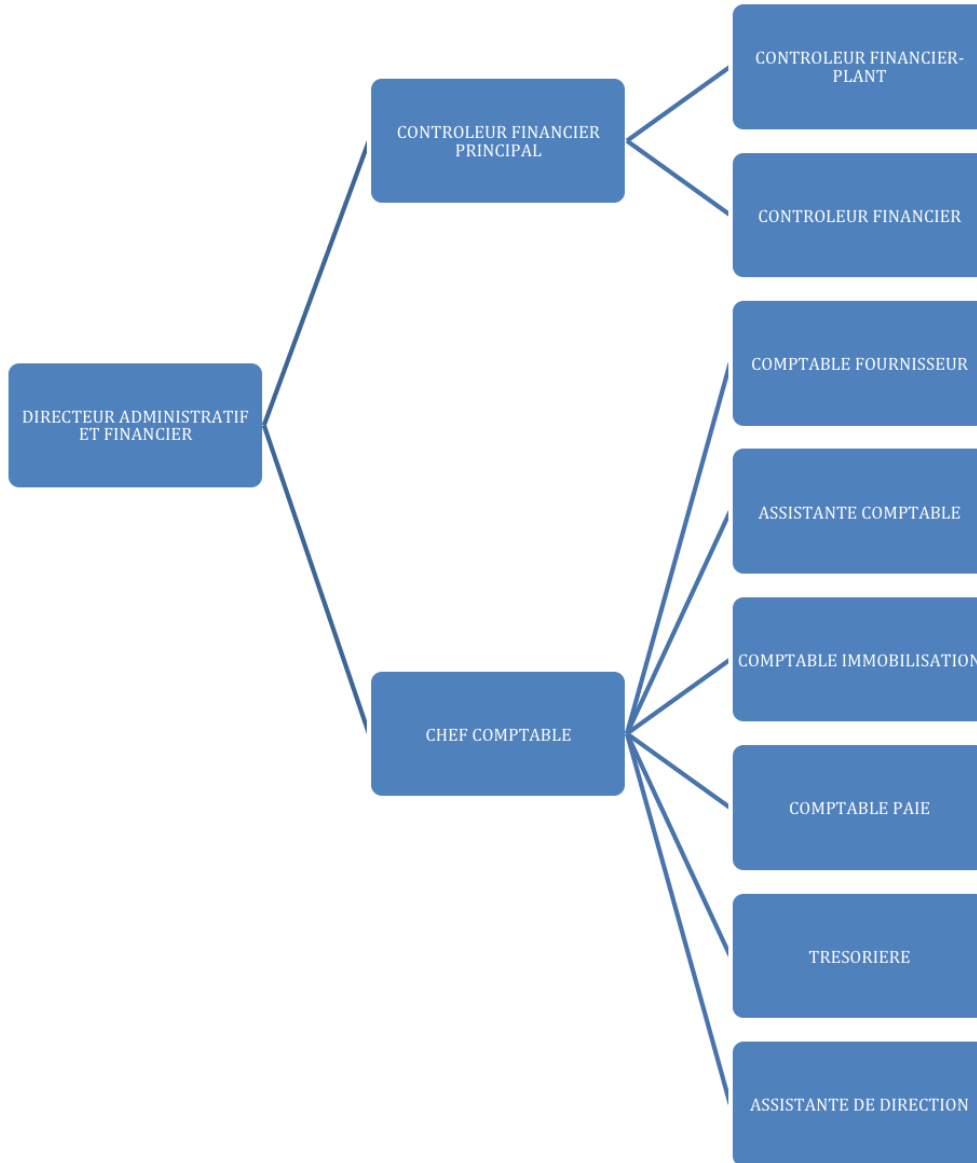 CONTROLEUR FINANCIER-
PLANT
CONTROLEUR FINANCIER
PRINCIPAL
CONTROLEUR FINANCIER
COMPTABLE FOURNISSEUR
DIRECTEUR ADMINISTRATIF
ET FINANCIER
ASSISTANTE COMPTABLE
COMPTABLE IMMOBILISATION
CHEF COMPTABLE
COMPTABLE PAIE
TRESORIERE
ASSISTANTE DE DIRECTION